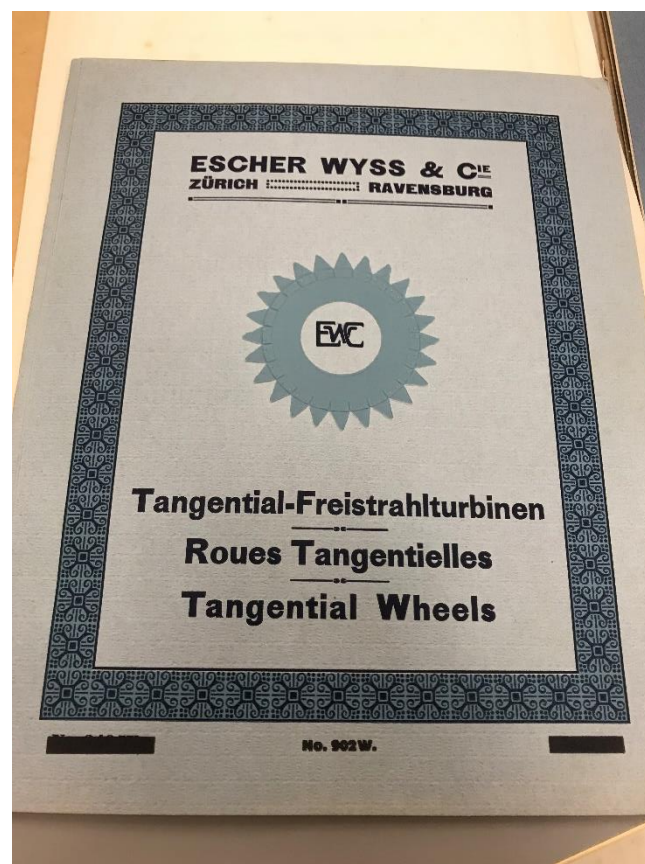 ESCHER WYSS & CIE
ZÜRICH RAVENSBURG
EWC
Tangential-Freistrahlturbinen
Roues Tangentielles
Tangential Wheels
No. 902W.